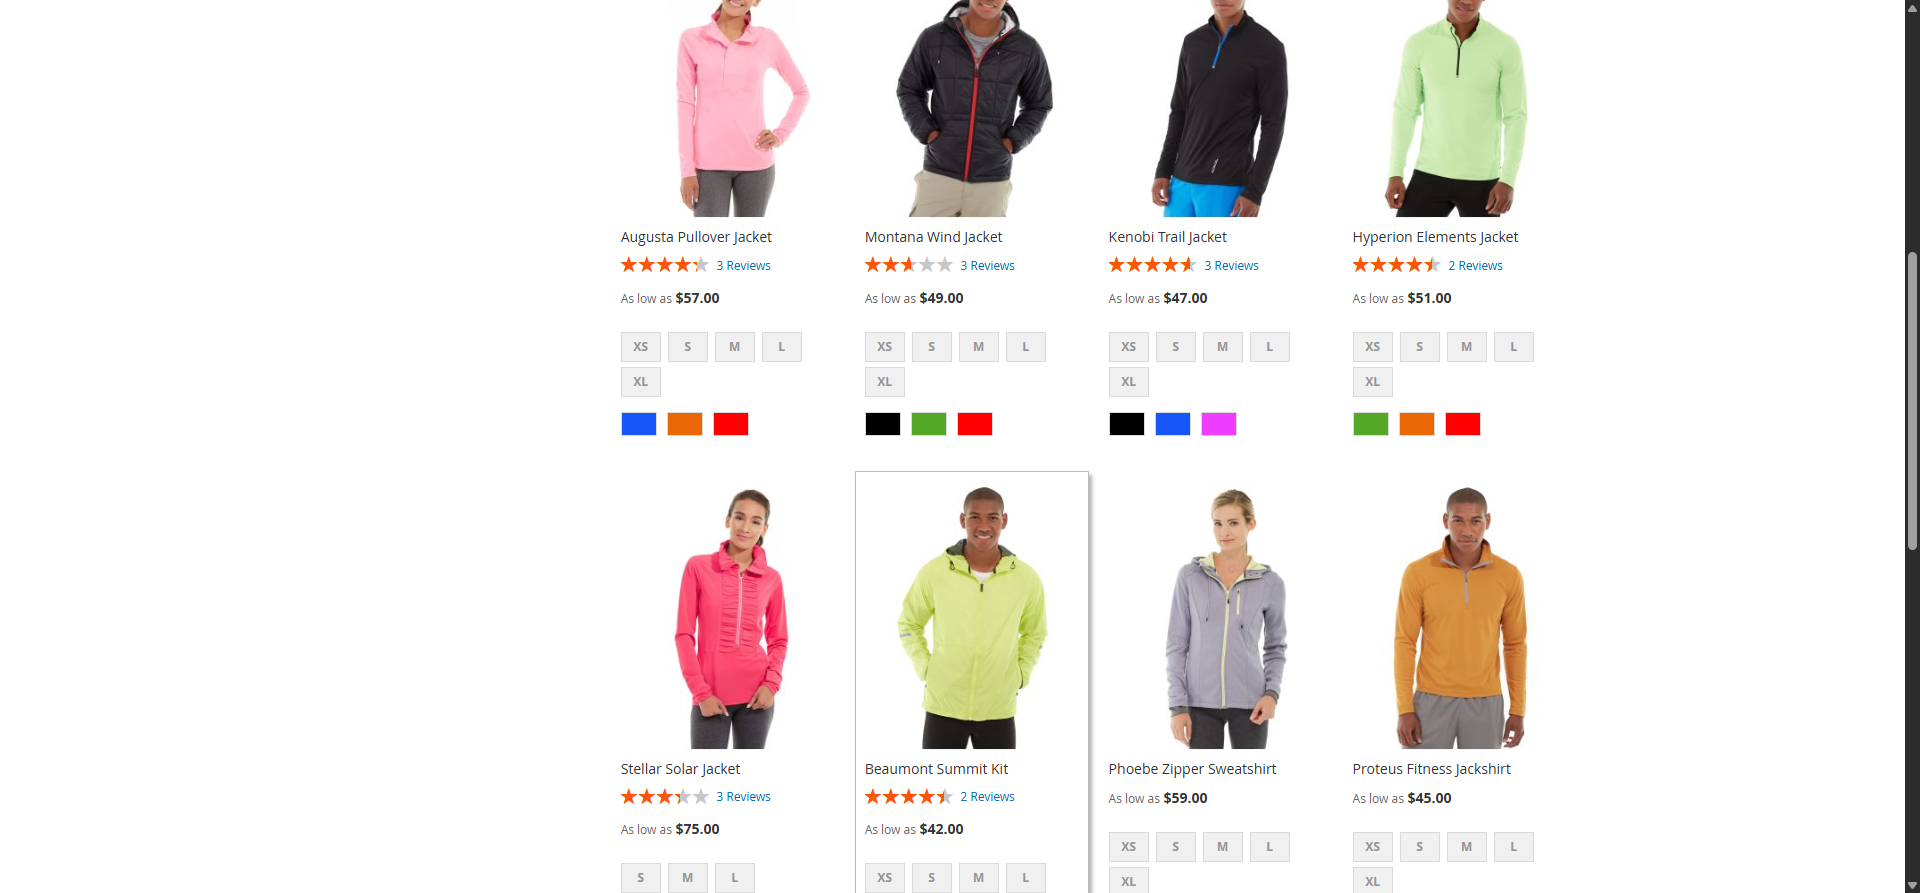 Augusta Pullover Jacket
3 Reviews
As low as $57.00
XS S M L
XL
Montana Wind Jacket
3 Reviews
As low as $49.00
XS S M L
XL
Kenobi Trail Jacket
3 Reviews
As low as $47.00
XS S M L
XL
Hyperion Elements Jacket
2 Reviews
As low as $51.00
XS S M L
XL
Stellar Solar Jacket
3 Reviews
As low as $75.00
S M L
Beaumont Summit Kit
2 Reviews
As low as $42.00
XS S M L
Phoebe Zipper Sweatshirt
As low as $59.00
XS S M L
XL
Proteus Fitness Jackshirt
As low as $45.00
XS S M L
XL